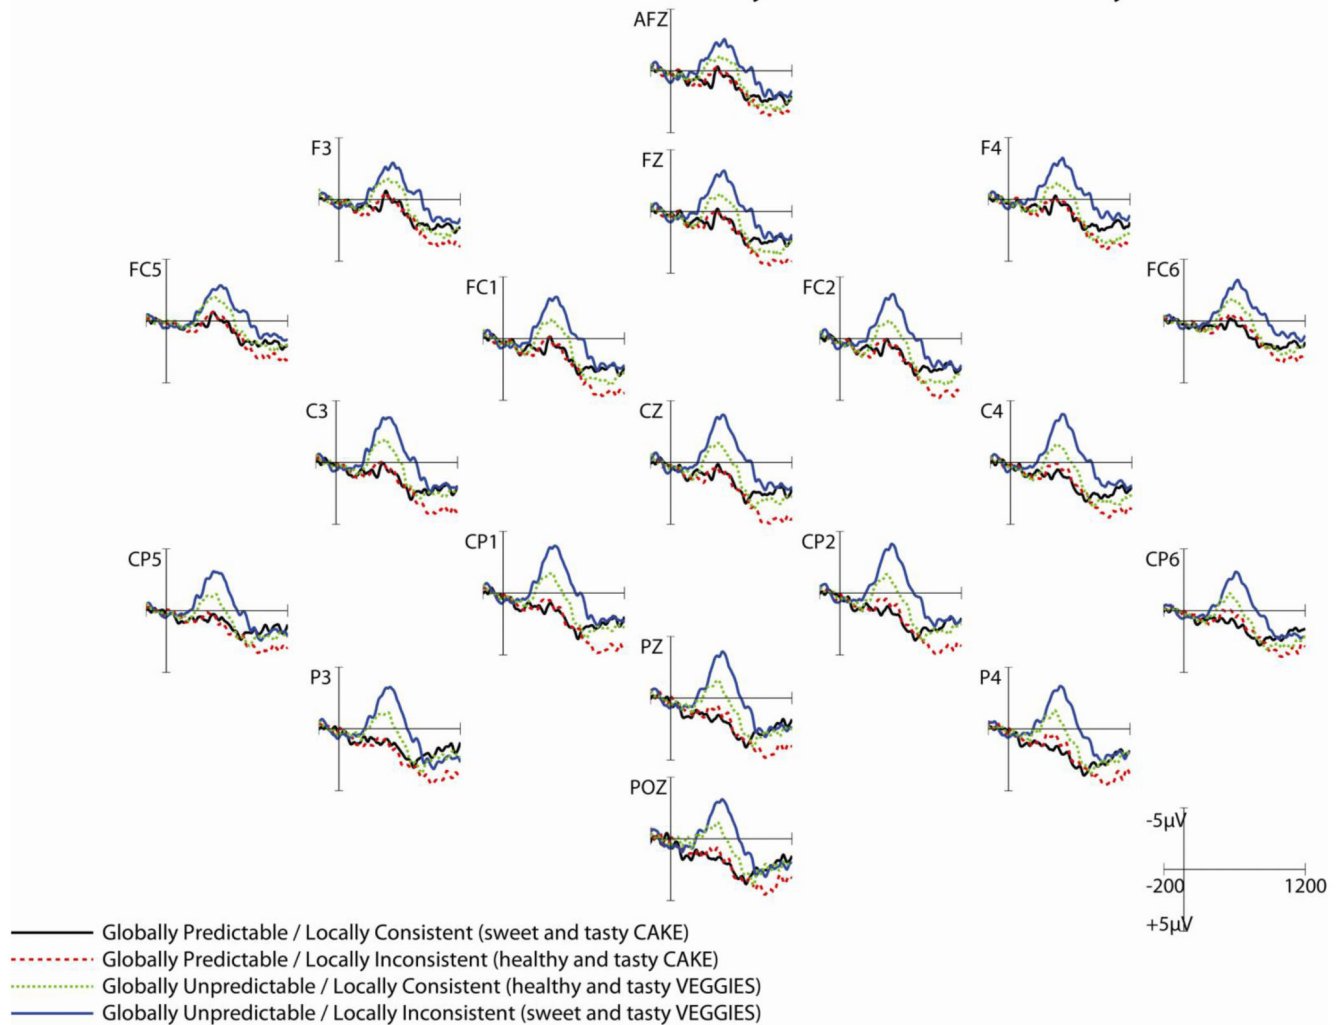 AFZ
F3
FZ
F4
FC5
FC1
FC2
FC6
C3
CZ
C4
CP5
CP1
CP2
CP6
P3
PZ
P4
POZ
-5µV
-200 1200
+5µV
Globally Predictable / Locally Consistent (sweet and tasty CAKE)
Globally Predictable / Locally Inconsistent (healthy and tasty CAKE)
Globally Unpredictable / Locally Consistent (healthy and tasty VEGGIES)
Globally Unpredictable / Locally Inconsistent (sweet and tasty VEGGIES)